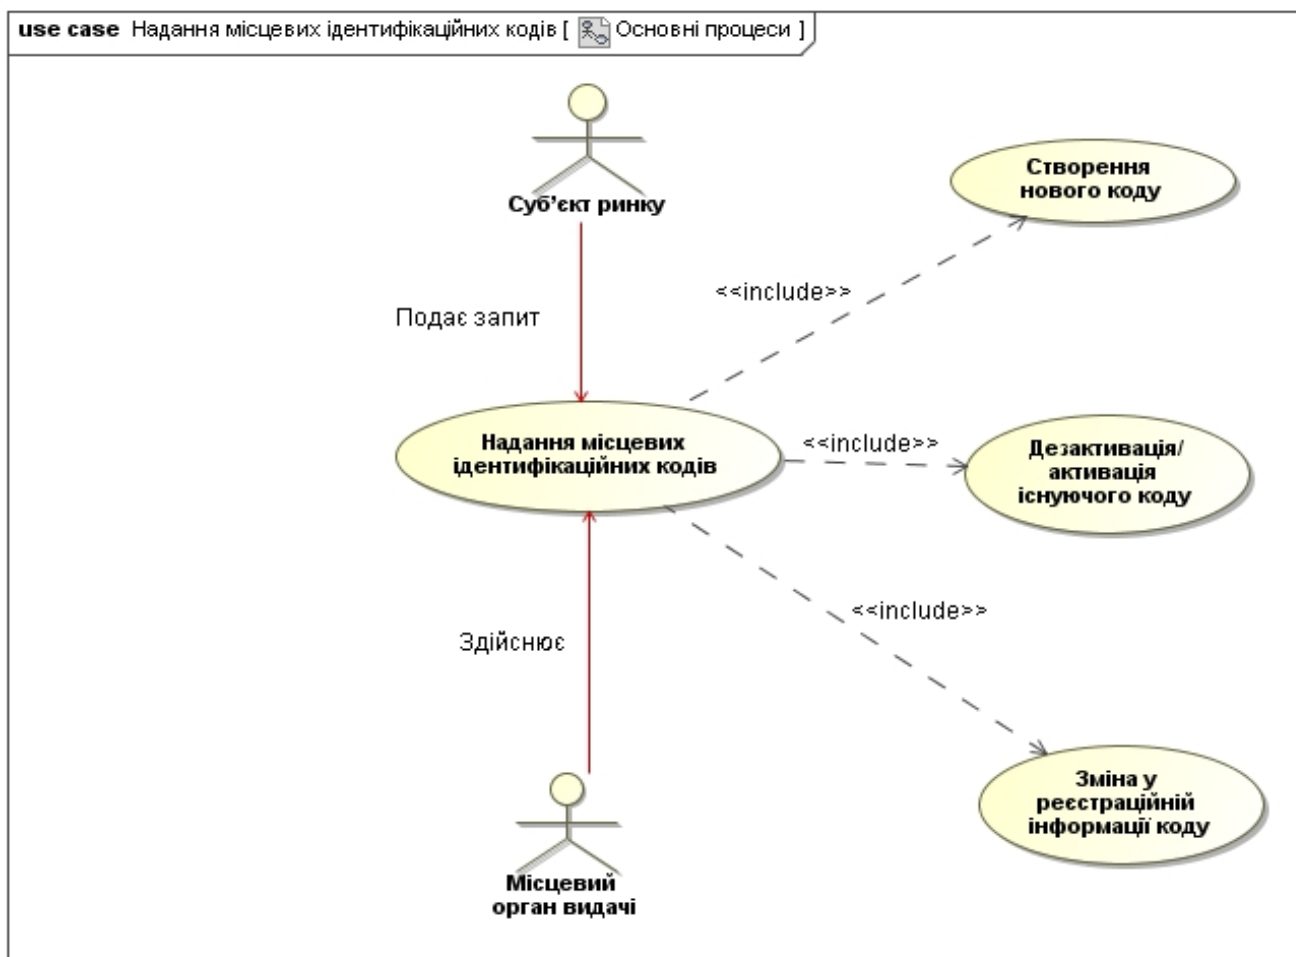 use case Надання місцевих ідентифікаційних кодів [ Основні процеси ]
Суб'єкт ринку
Створення
нового коду
<<include>>
Подає запит
Надання місцевих
ідентифікаційних кодів
<<include>>
Дезактивація/
активація
існуючого коду
<<include>>
Здійснює
Зміна у
реєстраційній
інформації коду
Місцевий
орган видачі